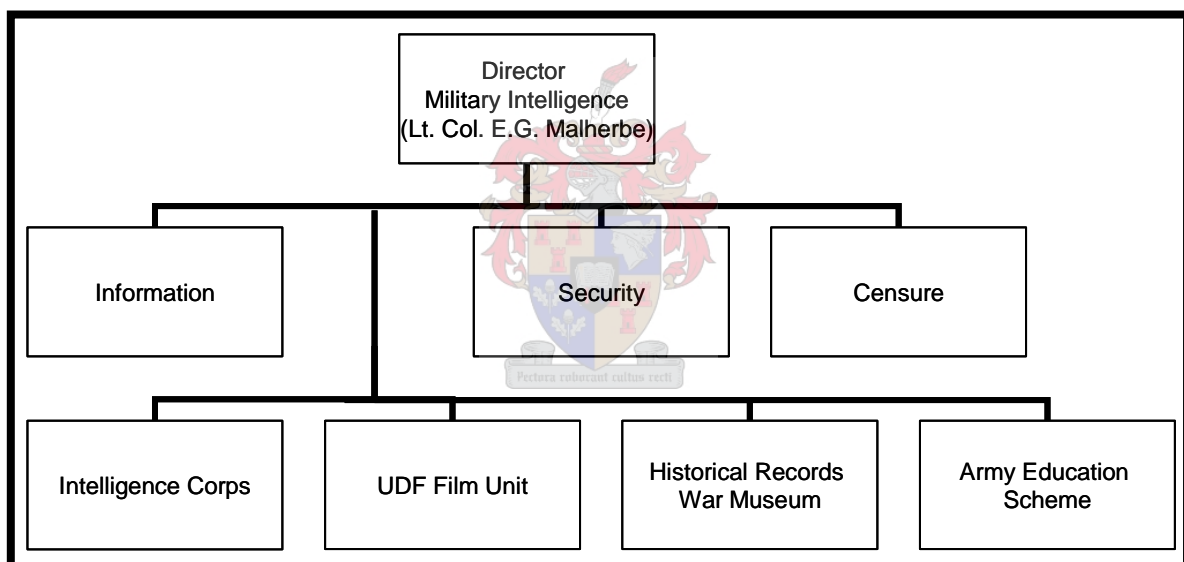 Director
Military Intelligence
(Lt. Col. E.G. Malherbe)
Information
Security
Censure
Pectora roborant cultus recti
Intelligence Corps
UDF Film Unit
Historical Records
War Museum
Army Education
Scheme